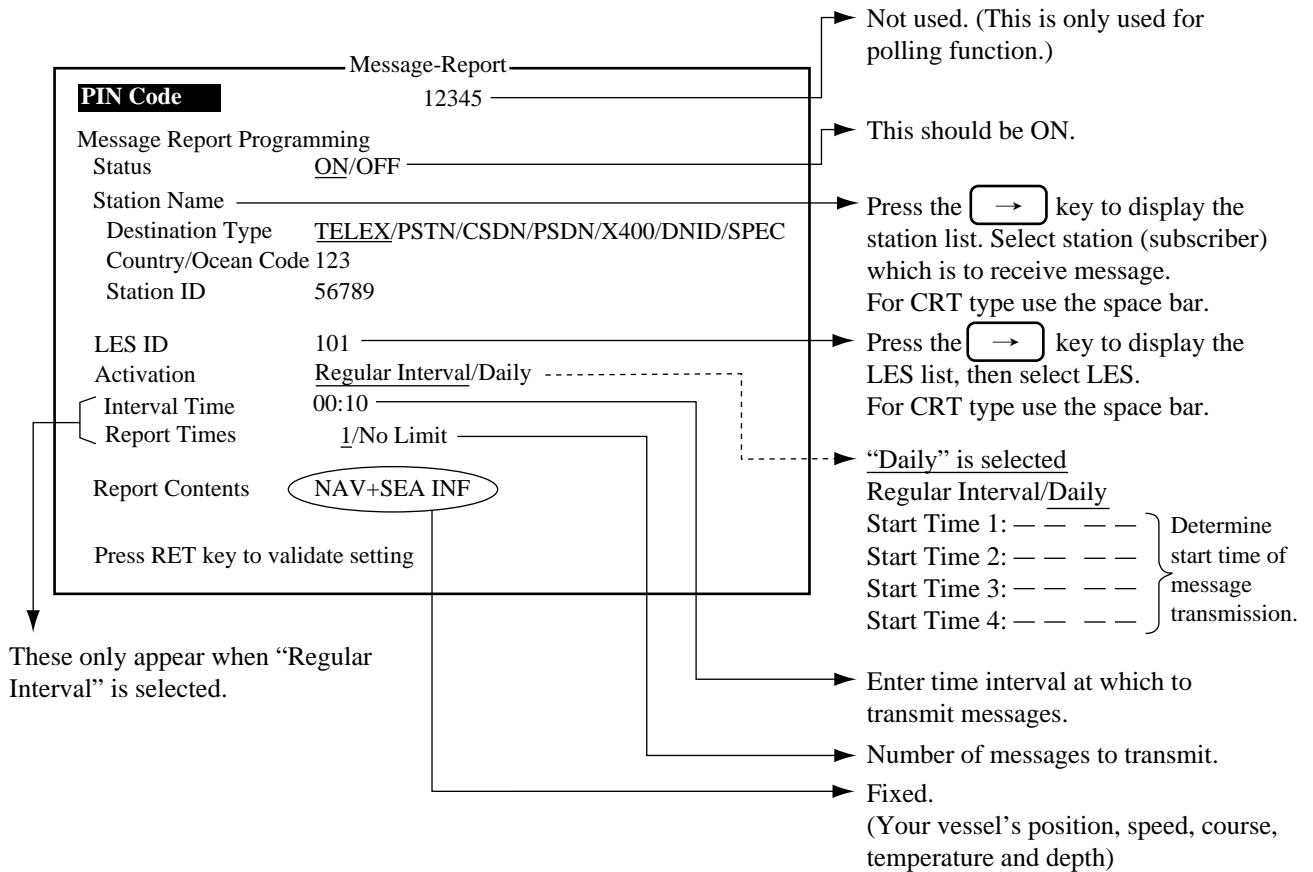 Message-Report
PIN Code 12345
Message Report Programming
Status ON/OFF
Station Name
Destination Type TELEX/PSTN/CSDN/PSDN/X400/DNID/SPEC
Country/Ocean Code 123
Station ID 56789
LES ID 101
Activation Regular Interval/Daily
Interval Time 00:10
Report Times 1/No Limit
Report Contents NAV+SEA INF
Press RET key to validate setting
These only appear when “Regular
Interval” is selected.
Not used. (This is only used for
polling function.)
This should be ON.
Press the → key to display the
station list. Select station (subscriber)
which is to receive message.
For CRT type use the space bar.
Press the → key to display the
LES list, then select LES.
For CRT type use the space bar.
“Daily” is selected
Regular Interval/Daily
Start Time 1: — — — —
Start Time 2: — — — —
Start Time 3: — — — —
Start Time 4: — — — —
Determine
start time of
message
transmission.
Enter time interval at which to
transmit messages.
Number of messages to transmit.
Fixed.
(Your vessel’s position, speed, course,
temperature and depth)